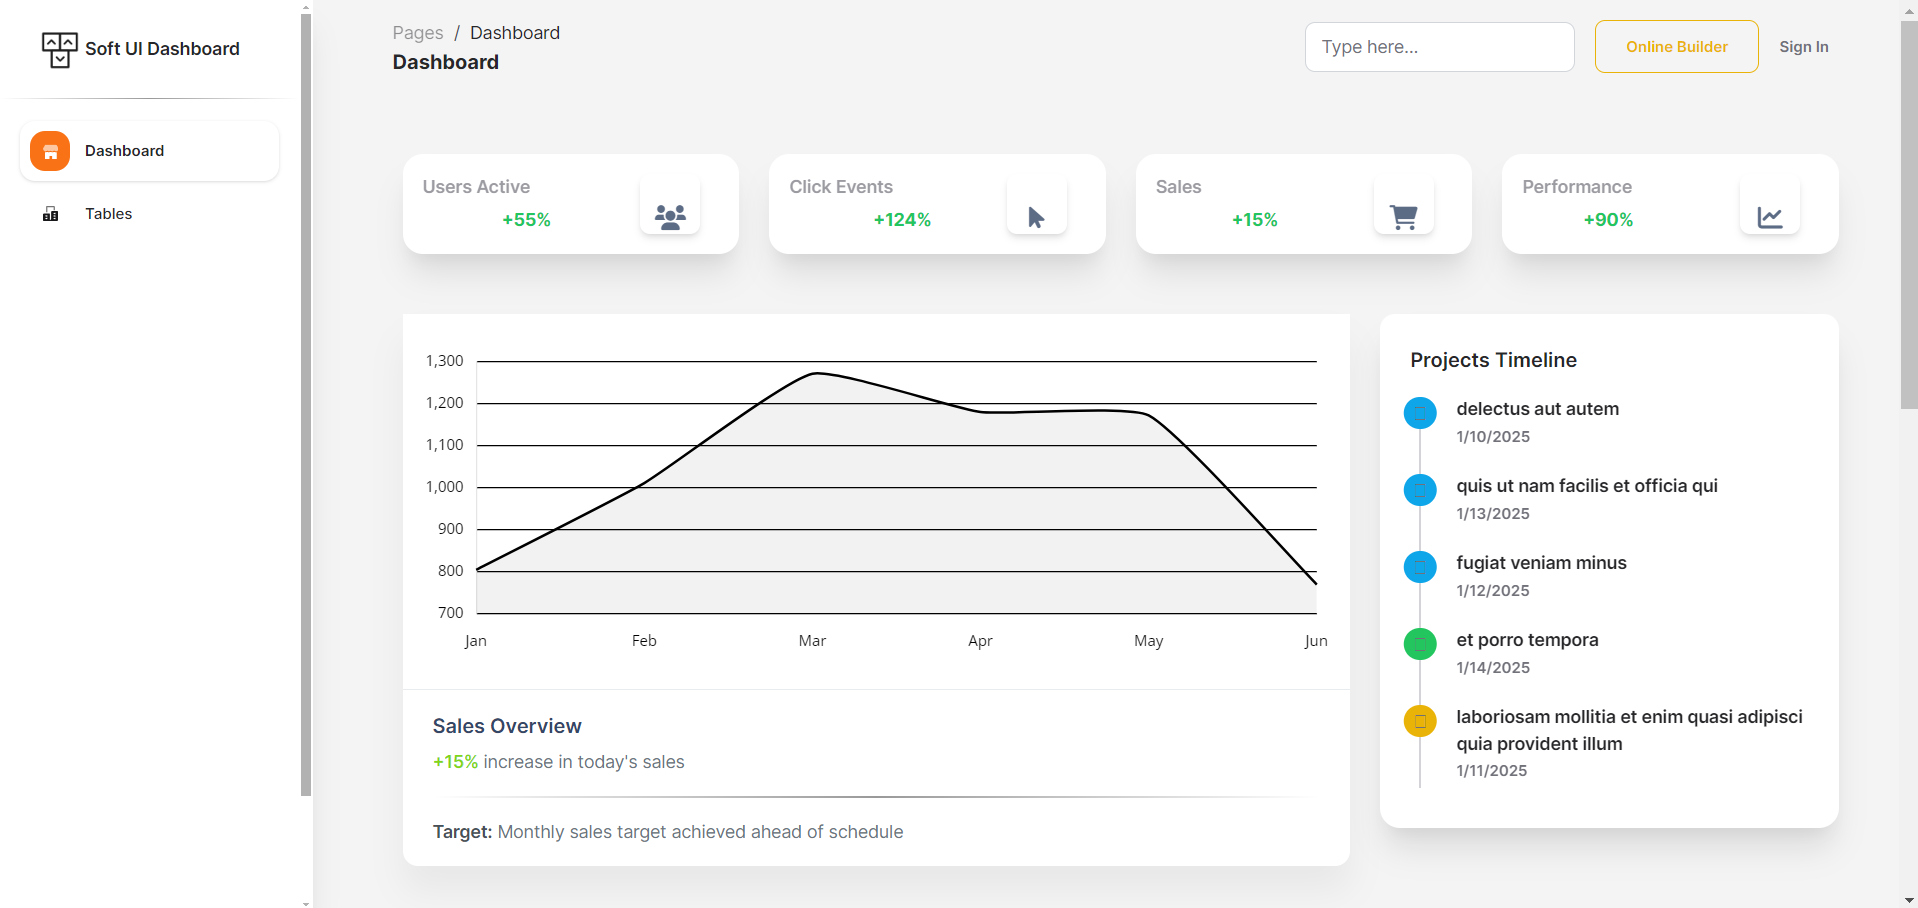 Soft UI Dashboard
Dashboard
Tables
Pages / Dashboard
Dashboard
Type here...
Online Builder
Sign In
Users Active
+55%
Click Events
+124%
Sales
+15%
Performance
+90%
1,300
1,200
1,100
1,000
900
800
700
Jan Feb Mar Apr May Jun
Sales Overview
+15% increase in today's sales
Target: Monthly sales target achieved ahead of schedule
Projects Timeline
delectus aut autem
1/10/2025
quis ut nam facilis et officia qui
1/13/2025
fugiat veniam minus
1/12/2025
et porro tempora
1/14/2025
laboriosam mollitia et enim quasi adipisci
quia provident illum
1/11/2025